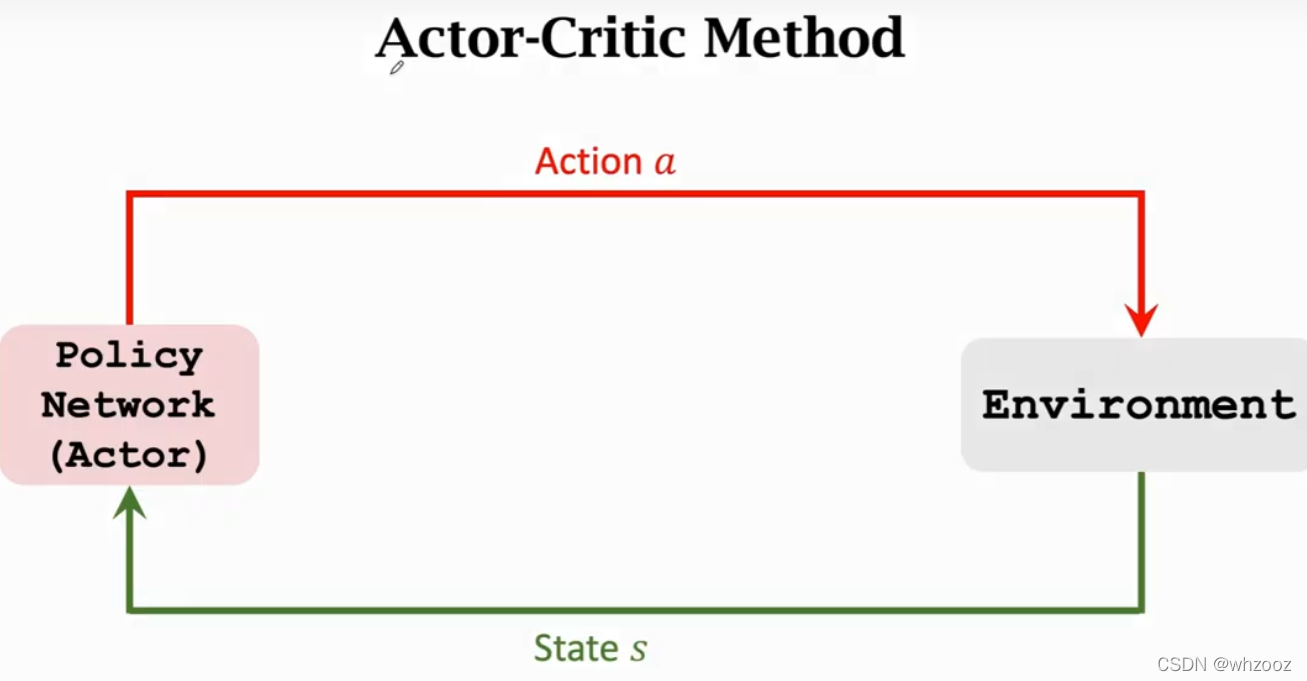 Actor-Critic Method
Action a
Policy
Network
(Actor)
Environment
State s
CSDN @whzooz